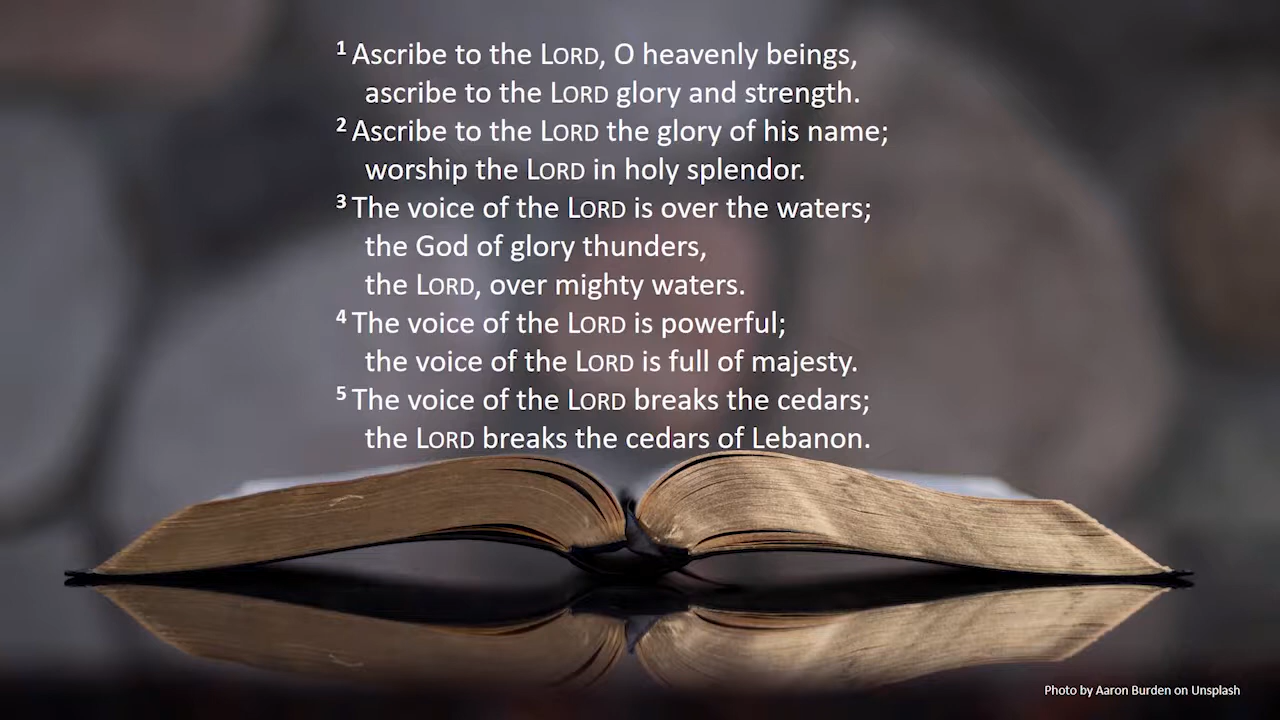 1 Ascribe to the LORD, O heavenly beings,
ascribe to the LORD glory and strength.
2 Ascribe to the LORD the glory of his name;
worship the LORD in holy splendor.
3 The voice of the LORD is over the waters;
the God of glory thunders,
the LORD, over mighty waters.
4 The voice of the LORD is powerful;
the voice of the LORD is full of majesty.
5 The voice of the LORD breaks the cedars;
the LORD breaks the cedars of Lebanon.
Photo by Aaron Burden on Unsplash